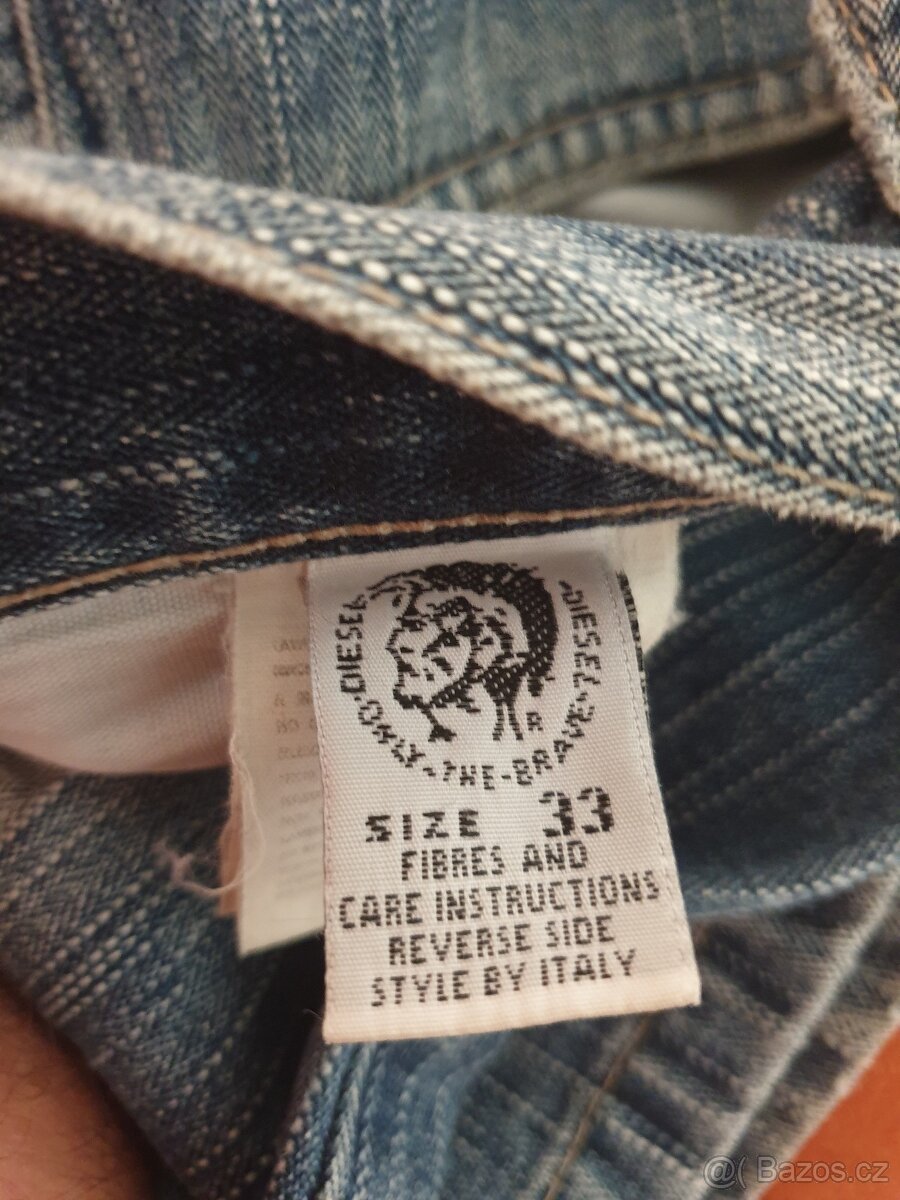 DIESEL·ONLY-THE-BRAVE·DIESEL
R
SIZE 33
FIBRES AND
CARE INSTRUCTIONS
REVERSE SIDE
STYLE BY ITALY
@( Bazos.cz